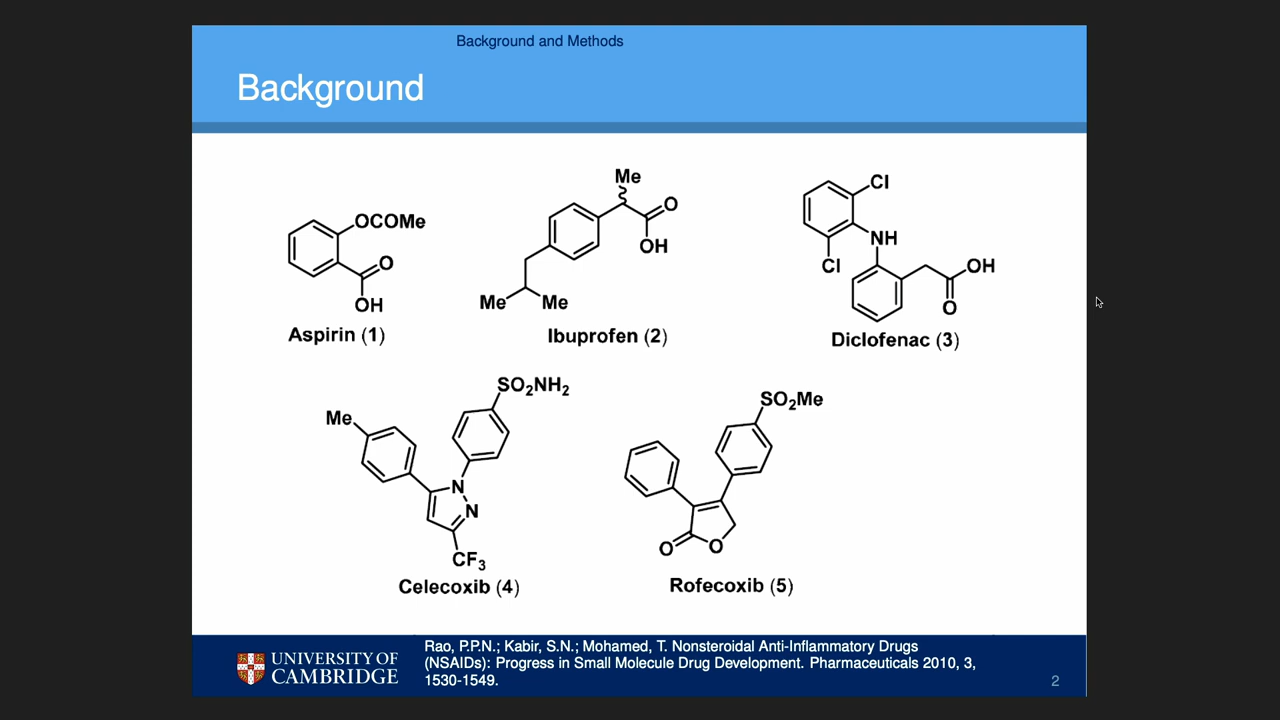 Background and Methods
Background
Me
O
OH
OCOMe
O
OH
Aspirin (1)
Me
Me
Ibuprofen (2)
Cl
NH
Cl
OH
O
Diclofenac (3)
SO2NH2
Me
N
N
CF3
Celecoxib (4)
SO2Me
O
O
Rofecoxib (5)
UNIVERSITY OF
CAMBRIDGE
Rao, P.P.N.; Kabir, S.N.; Mohamed, T. Nonsteroidal Anti-Inflammatory Drugs
(NSAIDs): Progress in Small Molecule Drug Development. Pharmaceuticals 2010, 3,
1530-1549.
2